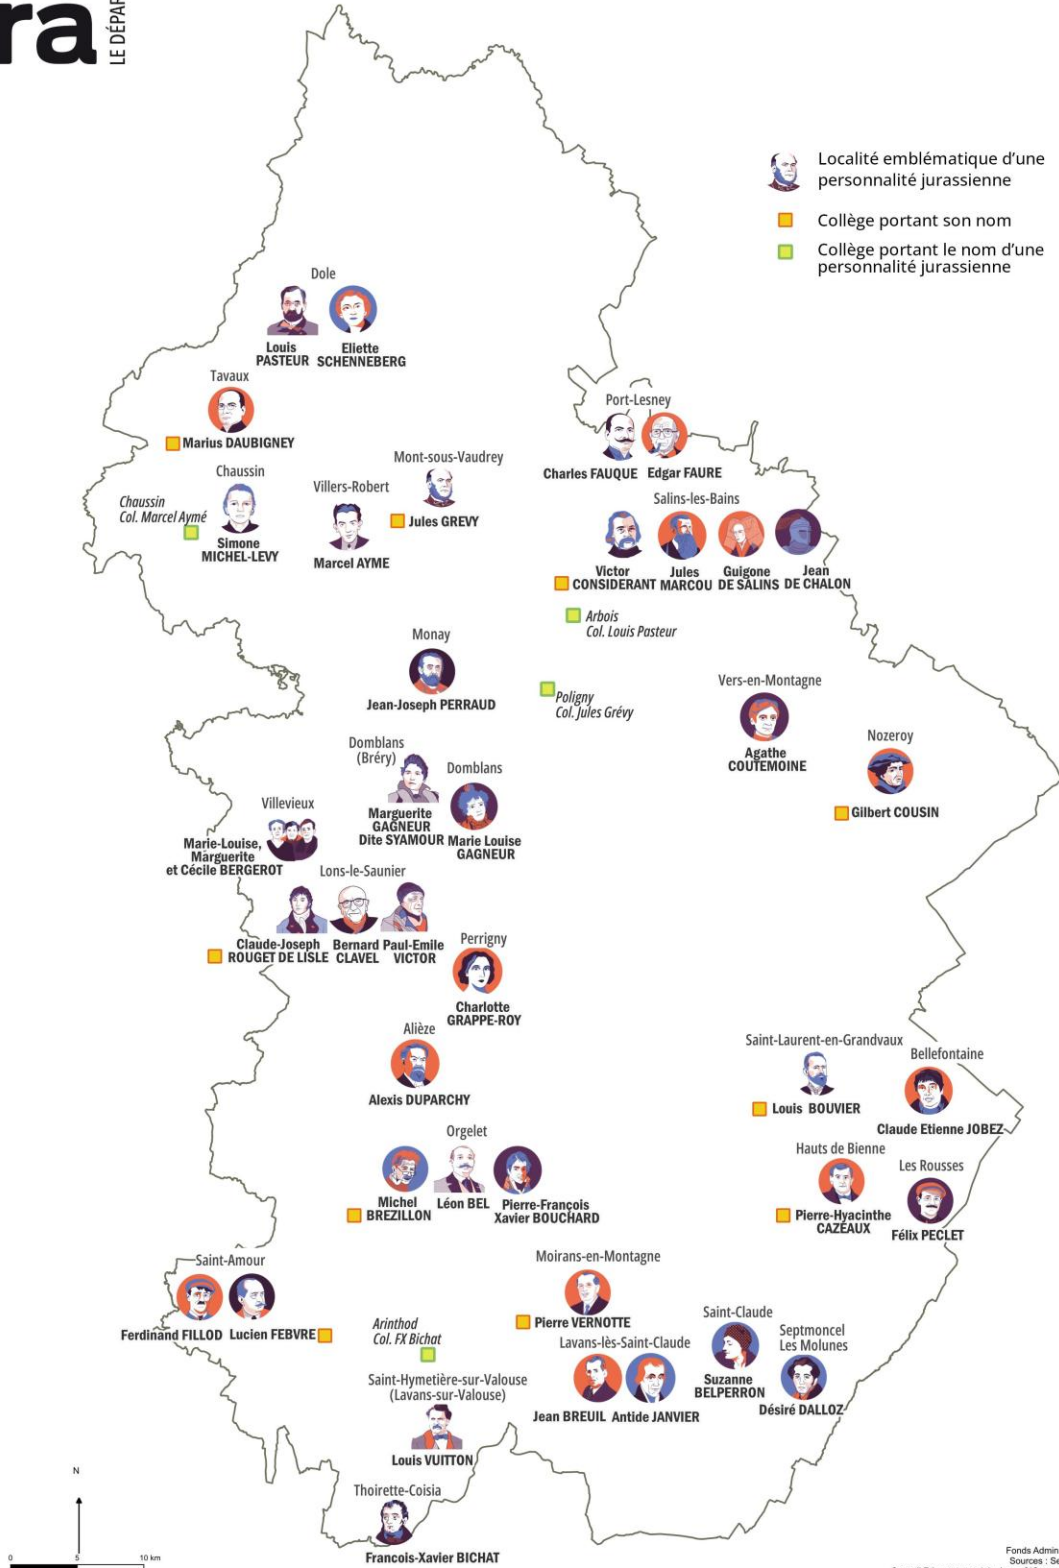 ra
LE DÉPAR
Localité emblématique d'une
personnalité jurassienne
Collège portant son nom
Collège portant le nom d'une
personnalité jurassienne
Dole
Louis
PASTEUR
Eliette
SCHENNEBERG
Tavaux
Marius DAUBIGNEY
Port-Lesney
Charles FAUQUE
Edgar FAURE
Chaussin
Chaussin
Col. Marcel Aymé
Simone
MICHEL-LEVY
Villers-Robert
Marcel AYME
Mont-sous-Vaudrey
Jules GREVY
Salins-les-Bains
Victor
CONSIDERANT
Jules
MARCOU
Guigone
DE SALINS
Jean
DE CHALON
Arbois
Col. Louis Pasteur
Monay
Jean-Joseph PERRAUD
Poligny
Col. Jules Grévy
Vers-en-Montagne
Agathe
COUTEMOINE
Nozeroy
Gilbert COUSIN
Domblans
(Bréry)
Marguerite
GAGNEUR
Dite SYAMOUR
Domblans
Marie Louise
GAGNEUR
Villevieux
Marie-Louise,
Marguerite
et Cécile BERGEROT
Lons-le-Saunier
Claude-Joseph
ROUGET DE LISLE
Bernard
CLAVEL
Paul-Emile
VICTOR
Perrigny
Charlotte
GRAPPE-ROY
Alièze
Alexis DUPARCHY
Saint-Laurent-en-Grandvaux
Louis BOUVIER
Bellefontaine
Claude Etienne JOBEZ
Orgelet
Michel
BREZILLON
Léon BEL
Pierre-François
Xavier BOUCHARD
Hauts de Bienne
Pierre-Hyacinthe
CAZEAUX
Les Rousses
Félix PECLET
Saint-Amour
Ferdinand FILLOD
Lucien FEBVRE
Moirans-en-Montagne
Pierre VERNOTTE
Arinthod
Col. FX Bichat
Lavans-lès-Saint-Claude
Jean BREUIL
Antide JANVIER
Saint-Claude
Suzanne
BELPERRON
Septmoncel
Les Molunes
Désiré DALLOZ
Saint-Hymetière-sur-Valouse
(Lavans-sur-Valouse)
Louis VUITTON
Thoirette-Coisia
Francois-Xavier BICHAT
N
0 5 10 km
Fonds Admin
Sources : Se